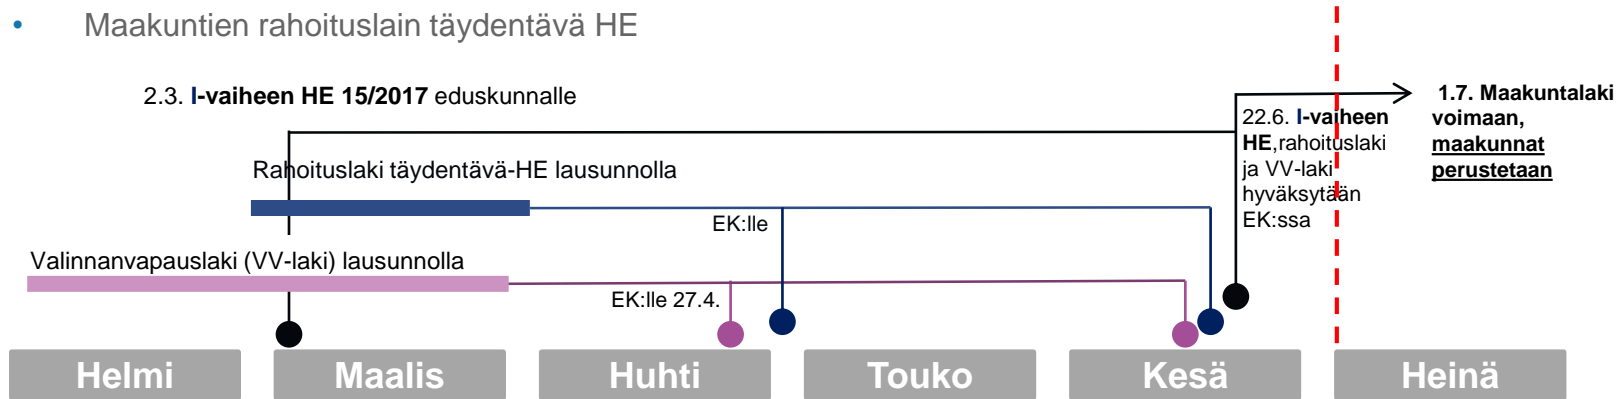 • Maakuntien rahoituslain täydentävä HE
2.3. I-vaiheen HE 15/2017 eduskunnalle
1.7. Maakuntalaki
voimaan,
maakunnat
perustetaan
22.6. I-vaiheen
HE,rahoituslaki
ja VV-laki
hyväksytään
EK:ssa
Rahoituslaki täydentävä-HE lausunnolla
EK:lle
Valinnanvapauslaki (VV-laki) lausunnolla
EK:lle 27.4.
Helmi Maalis Huhti Touko Kesä Heinä